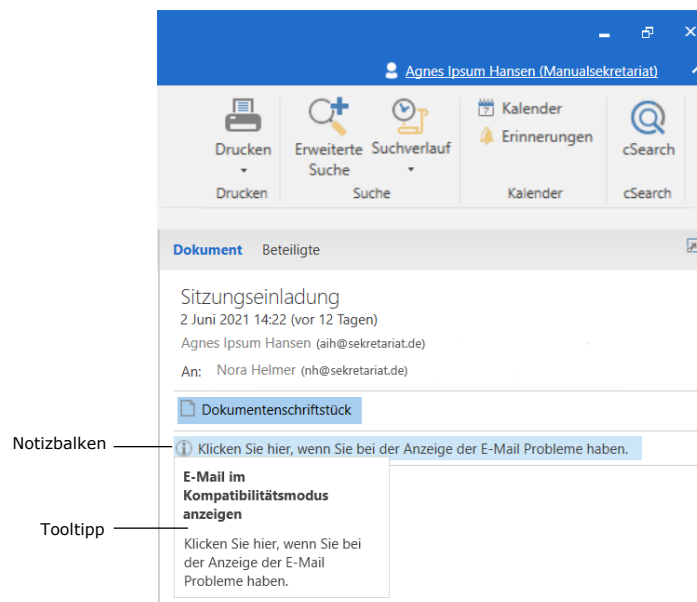 Agnes Ipsum Hansen (Manualsekretariat)
Drucken
Erweiterte
Suche
Suchverlauf
7
Kalender
Erinnerungen
cSearch
Drucken
Suche
Kalender
cSearch
Dokument Beteiligte
Sitzungseinladung
2 Juni 2021 14:22 (vor 12 Tagen)
Agnes Ipsum Hansen (aih@sekretariat.de)
An: Nora Helmer (nh@sekretariat.de)
Dokumentenschriftstück
Notizbalken
Klicken Sie hier, wenn Sie bei der Anzeige der E-Mail Probleme haben.
E-Mail im
Kompatibilitätsmodus
anzeigen
Tooltipp
Klicken Sie hier, wenn Sie bei
der Anzeige der E-Mail
Probleme haben.